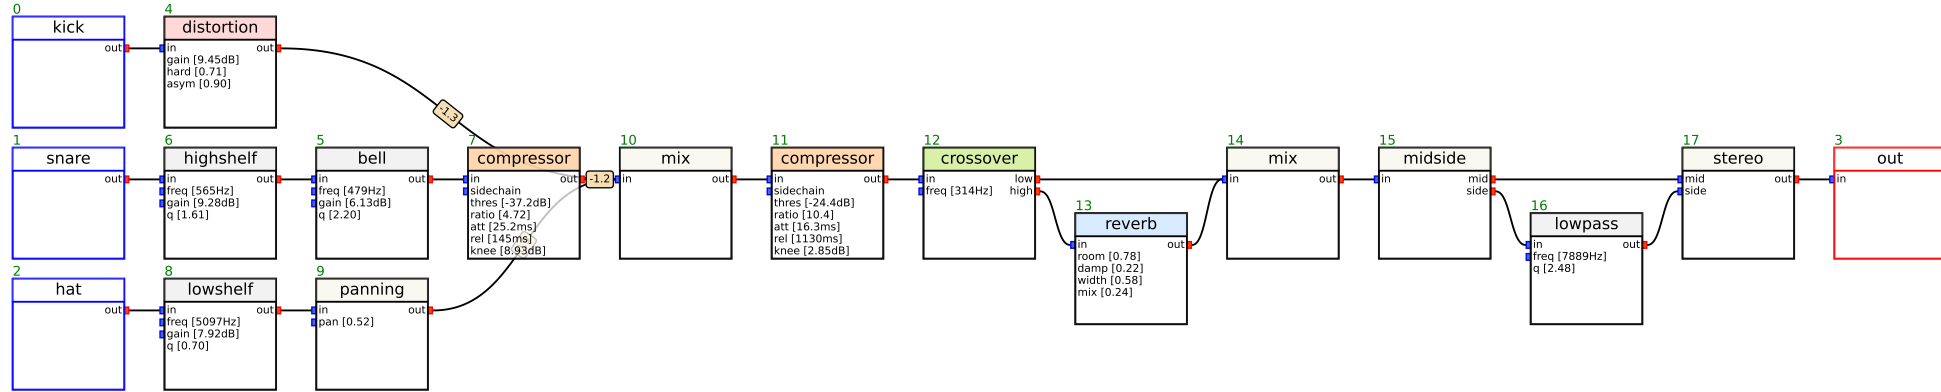 0
kick
out
4
distortion
in out
gain [9.45dB]
hard [0.71]
asym [0.90]
-1.3
1
snare
out
6
highshelf
in out
freq [565Hz]
gain [9.28dB]
q [1.61]
5
bell
in out
freq [479Hz]
gain [6.13dB]
q [2.20]
7
compressor
in out
sidechain
thres [-37.2dB]
ratio [4.72]
att [25.2ms]
rel [145ms]
knee [8.93dB]
-1.2
10
mix
in out
11
compressor
in out
sidechain
thres [-24.4dB]
ratio [10.4]
att [16.3ms]
rel [1130ms]
knee [2.85dB]
12
crossover
in low
freq [314Hz] high
13
reverb
in out
room [0.78]
damp [0.22]
width [0.58]
mix [0.24]
14
mix
in out
15
midside
in mid
side
16
lowpass
in out
freq [7889Hz]
q [2.48]
17
stereo
mid out
side
3
out
in
2
hat
out
8
lowshelf
in out
freq [5097Hz]
gain [7.92dB]
q [0.70]
9
panning
in out
pan [0.52]